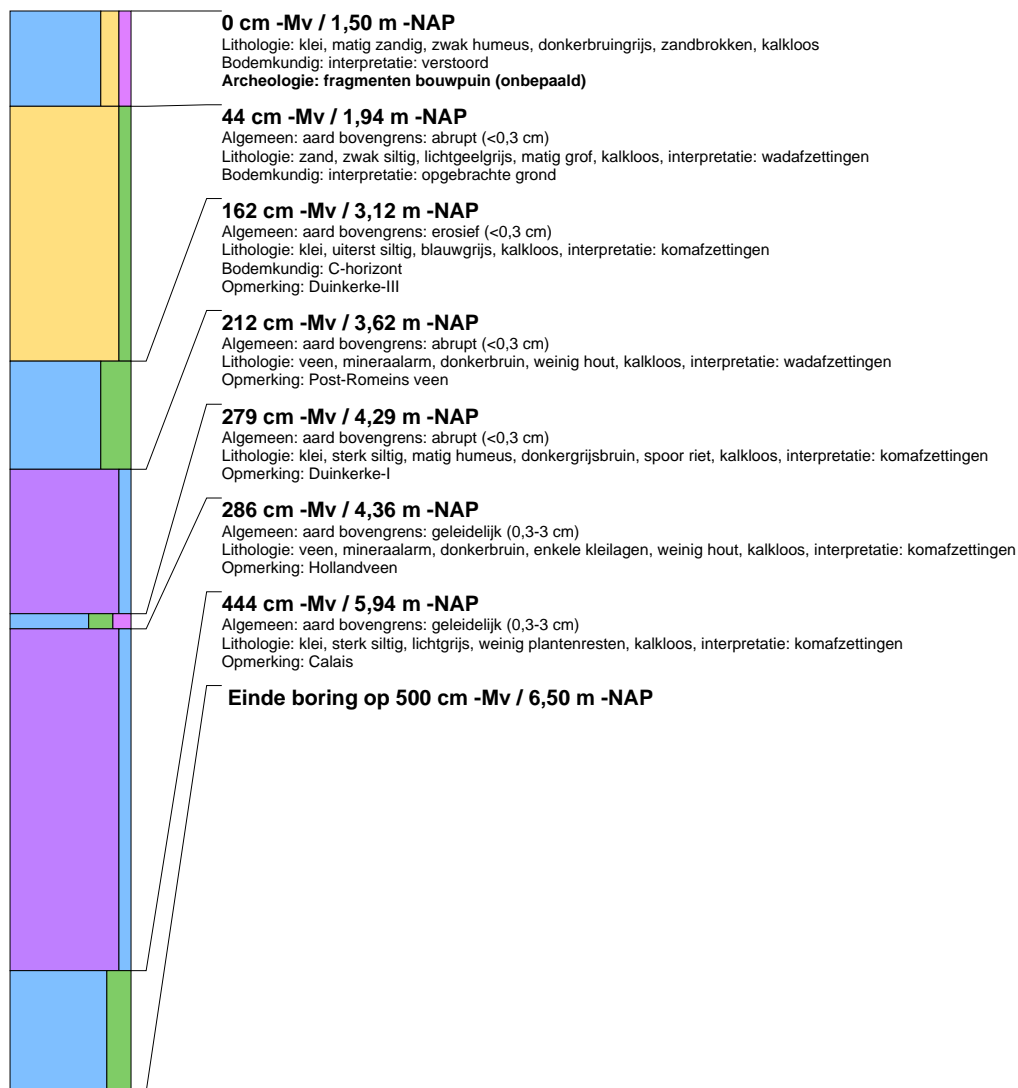 0 cm -Mv / 1,50 m -NAP
Lithologie: klei, matig zandig, zwak humeus, donkerbruingrijs, zandbrokken, kalkloos
Bodemkundig: interpretatie: verstoord
Archeologie: fragmenten bouwpuin (onbepaald)
44 cm -Mv / 1,94 m -NAP
Algemeen: aard bovengrens: abrupt (<0,3 cm)
Lithologie: zand, zwak siltig, lichtgeelgrijs, matig grof, kalkloos, interpretatie: wadafzettingen
Bodemkundig: interpretatie: opgebrachte grond
162 cm -Mv / 3,12 m -NAP
Algemeen: aard bovengrens: erosief (<0,3 cm)
Lithologie: klei, uiterst siltig, blauwgrijs, kalkloos, interpretatie: komafzettingen
Bodemkundig: C-horizont
Opmerking: Duinkerke-III
212 cm -Mv / 3,62 m -NAP
Algemeen: aard bovengrens: abrupt (<0,3 cm)
Lithologie: veen, mineraalarm, donkerbruin, weinig hout, kalkloos, interpretatie: wadafzettingen
Opmerking: Post-Romeins veen
279 cm -Mv / 4,29 m -NAP
Algemeen: aard bovengrens: abrupt (<0,3 cm)
Lithologie: klei, sterk siltig, matig humeus, donkergrijsbruin, spoor riet, kalkloos, interpretatie: komafzettingen
Opmerking: Duinkerke-I
286 cm -Mv / 4,36 m -NAP
Algemeen: aard bovengrens: geleidelijk (0,3-3 cm)
Lithologie: veen, mineraalarm, donkerbruin, enkele kleilagen, weinig hout, kalkloos, interpretatie: komafzettingen
Opmerking: Hollandveen
444 cm -Mv / 5,94 m -NAP
Algemeen: aard bovengrens: geleidelijk (0,3-3 cm)
Lithologie: klei, sterk siltig, lichtgrijs, weinig plantenresten, kalkloos, interpretatie: komafzettingen
Opmerking: Calais
Einde boring op 500 cm -Mv / 6,50 m -NAP